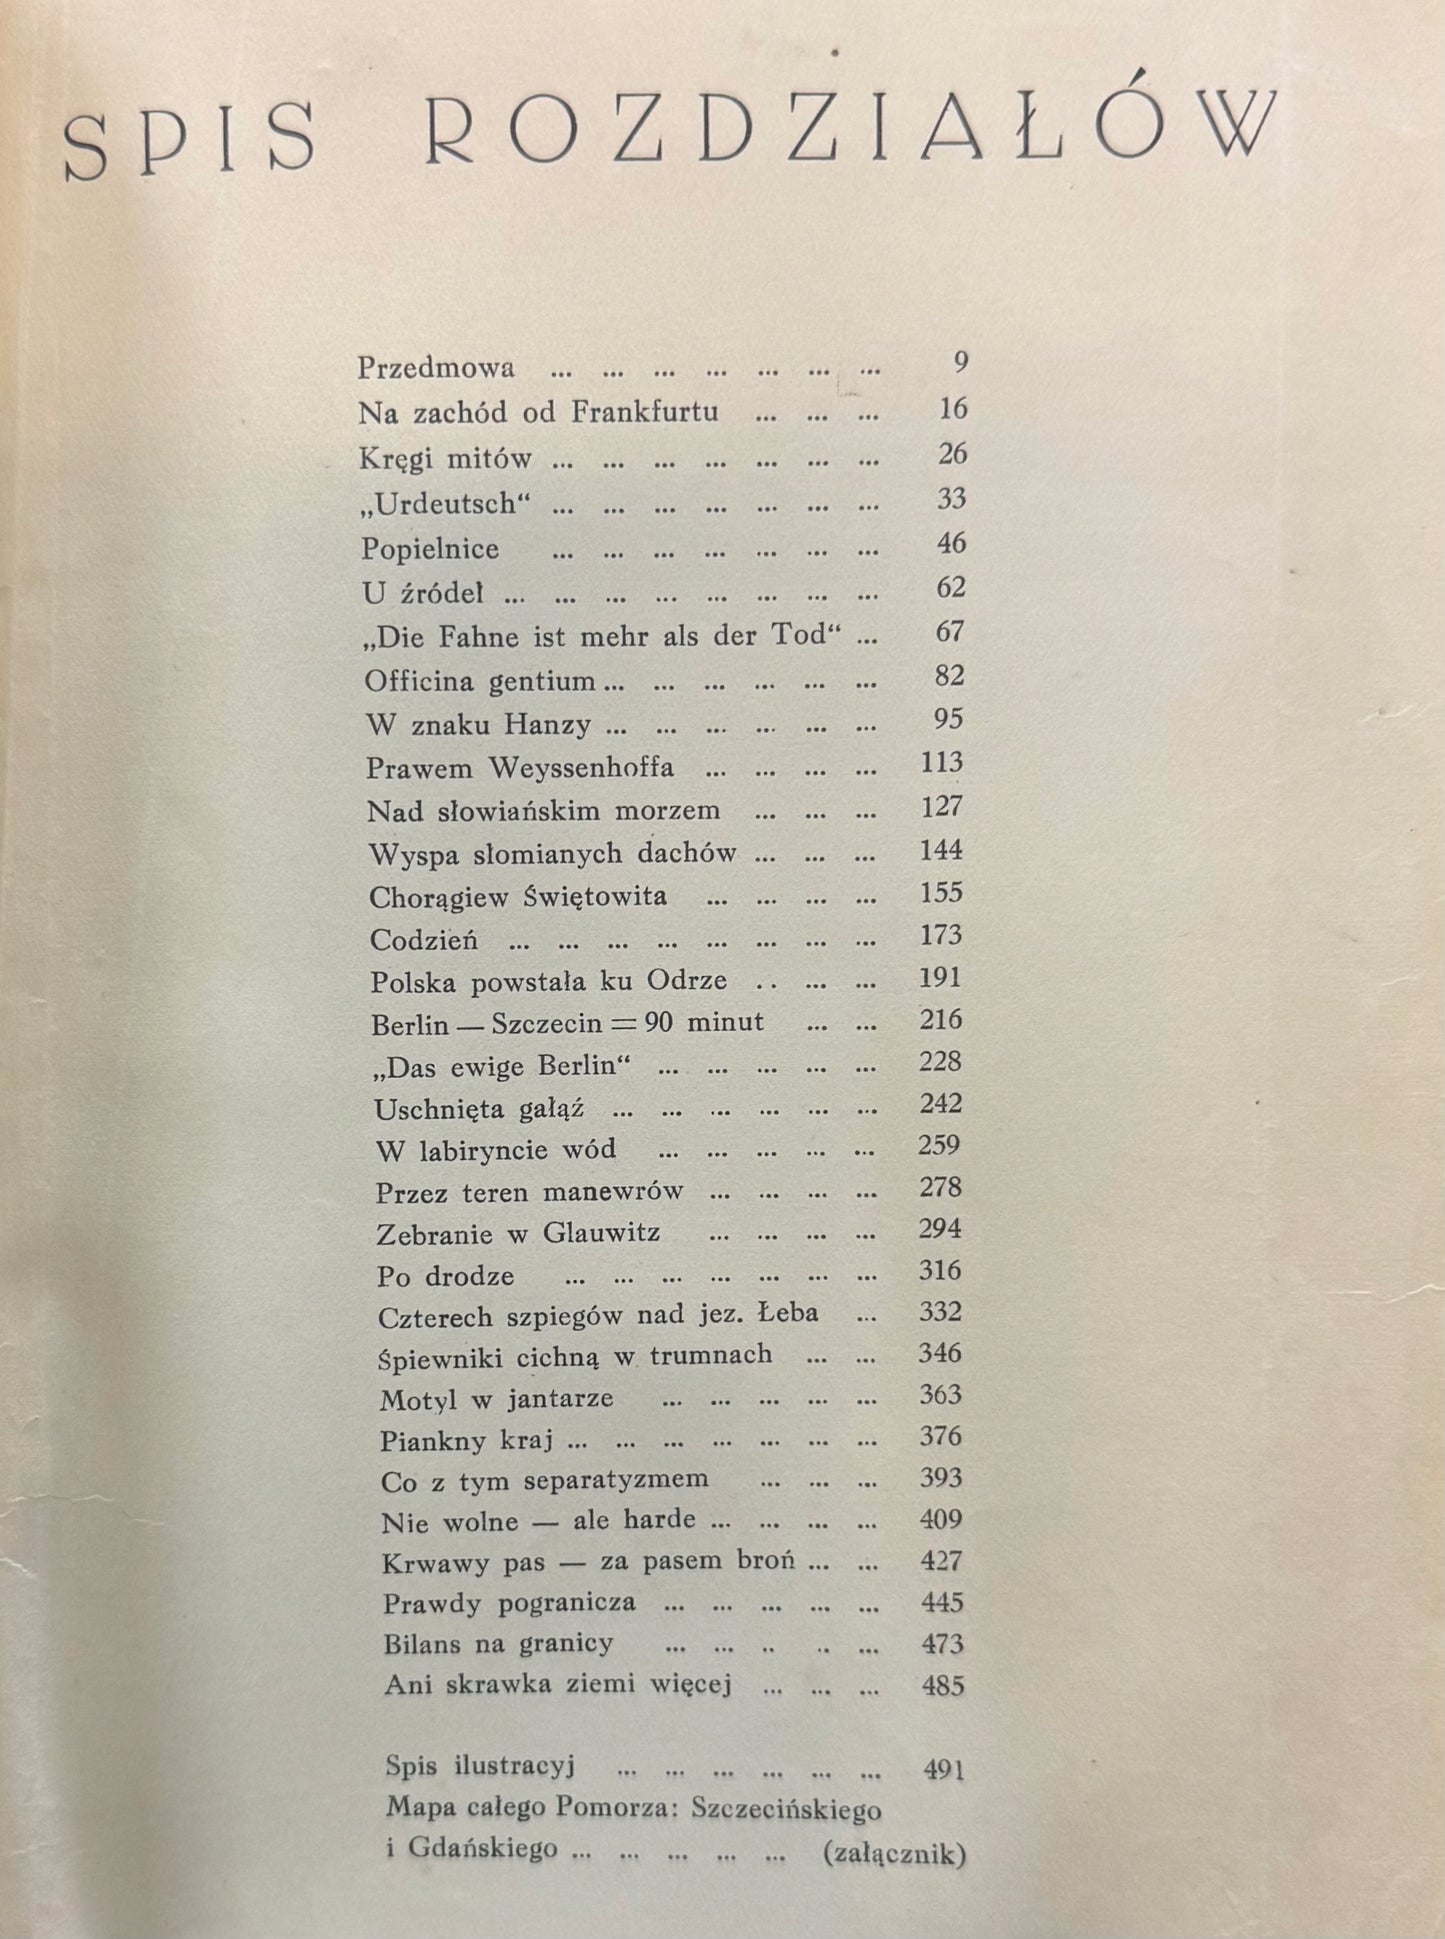 SPIS ROZDZIAŁÓW
Przedmowa ... ... ... ... ... ... ... 9
Na zachód od Frankfurtu ... ... ... 16
Kręgi mitów ... ... ... ... ... ... ... 26
„Urdeutsch“ ... ... ... ... ... ... ... 33
Popielnice ... ... ... ... ... ... ... 46
U źródeł ... ... ... ... ... ... ... ... 62
„Die Fahne ist mehr als der Tod“ ... 67
Officina gentium ... ... ... ... ... ... 82
W znaku Hanzy ... ... ... ... ... ... 95
Prawem Weyssenhoffa ... ... ... ... 113
Nad słowiańskim morzem ... ... ... 127
Wyspa słomianych dachów ... ... ... 144
Chorągiew Świętowita ... ... ... ... 155
Codzień ... ... ... ... ... ... ... ... 173
Polska powstała ku Odrze .. ... ... 191
Berlin — Szczecin = 90 minut ... ... 216
„Das ewige Berlin“ ... ... ... ... ... 228
Uschnięta gałąź ... ... ... ... ... ... 242
W labiryncie wód ... ... ... ... ... 259
Przez teren manewrów ... ... ... ... 278
Zebranie w Glauwitz ... ... ... ... 294
Po drodze ... ... ... ... ... ... ... 316
Czterech szpiegów nad jez. Łeba ... 332
Śpiewniki cichną w trumnach ... ... 346
Motyl w jantarze ... ... ... ... ... 363
Piankny kraj ... ... ... ... ... ... ... 376
Co z tym separatyzmem ... ... ... 393
Nie wolne — ale harde ... ... ... ... 409
Krwawy pas — za pasem broń ... ... 427
Prawdy pogranicza ... ... ... ... ... 445
Bilans na granicy ... ... .. .. ... 473
Ani skrawka ziemi więcej ... ... ... 485
Spis ilustracyj ... ... ... ... ... ... 491
Mapa całego Pomorza: Szczecińskiego
i Gdańskiego ... ... ... ... ... (załącznik)